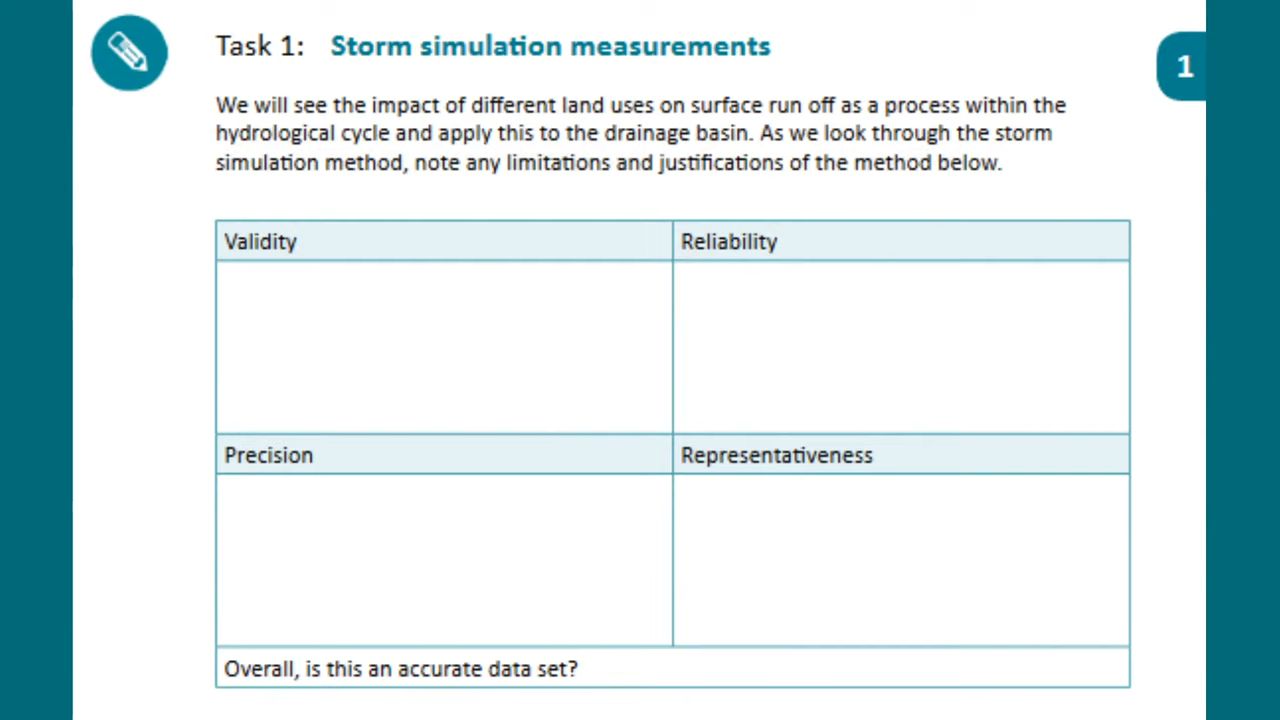 Task 1: Storm simulation measurements
1
We will see the impact of different land uses on surface run off as a process within the
hydrological cycle and apply this to the drainage basin. As we look through the storm
simulation method, note any limitations and justifications of the method below.
Validity
Reliability
Precision
Representativeness
Overall, is this an accurate data set?